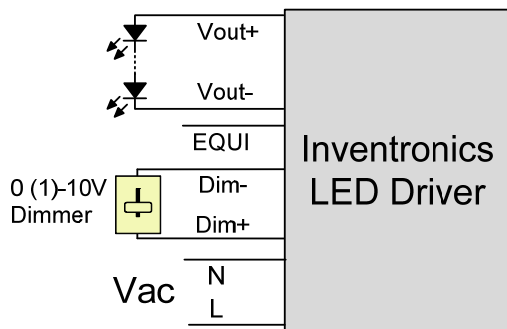 Vout+
Vout-
EQUI
Inventronics
LED Driver
0 (1)-10V
Dimmer
Dim-
Dim+
Vac
N
L